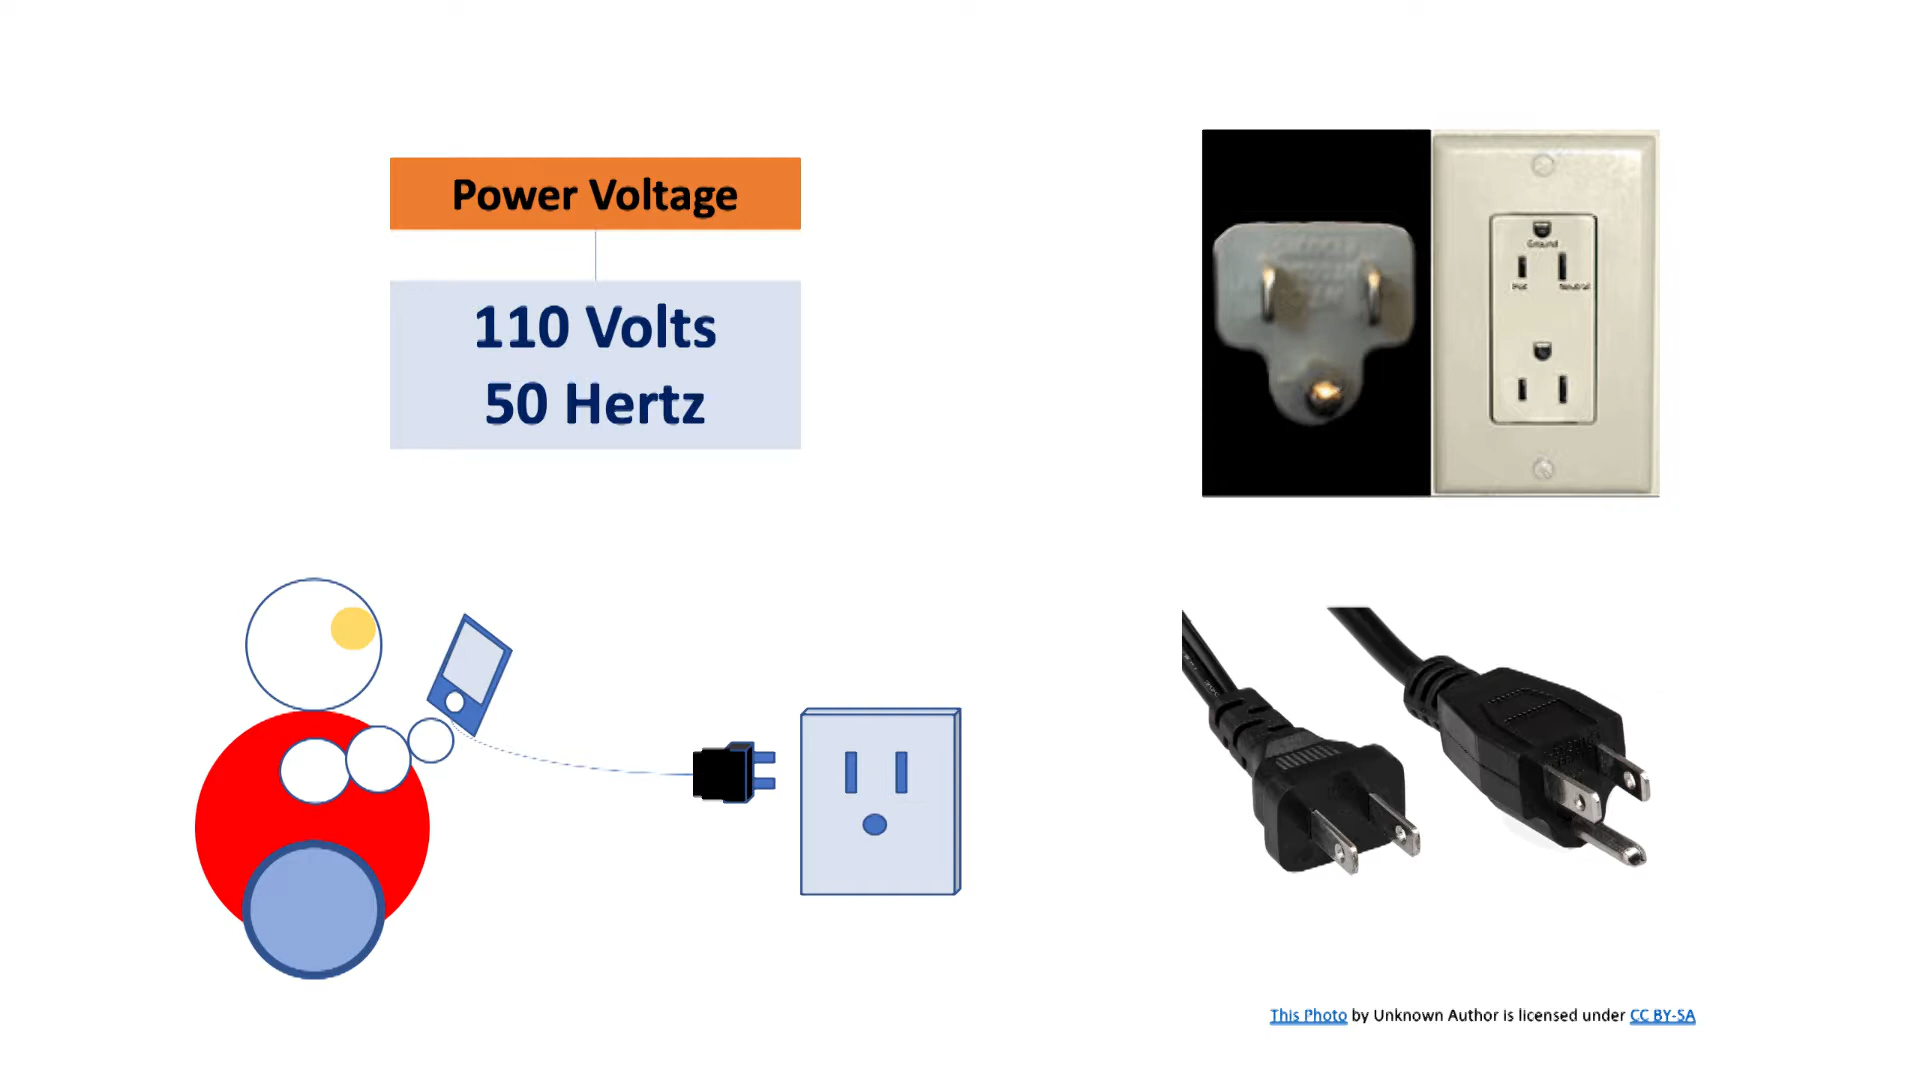 Power Voltage
110 Volts
50 Hertz
Ground
Hot
Neutral
This Photo by Unknown Author is licensed under CC BY-SA